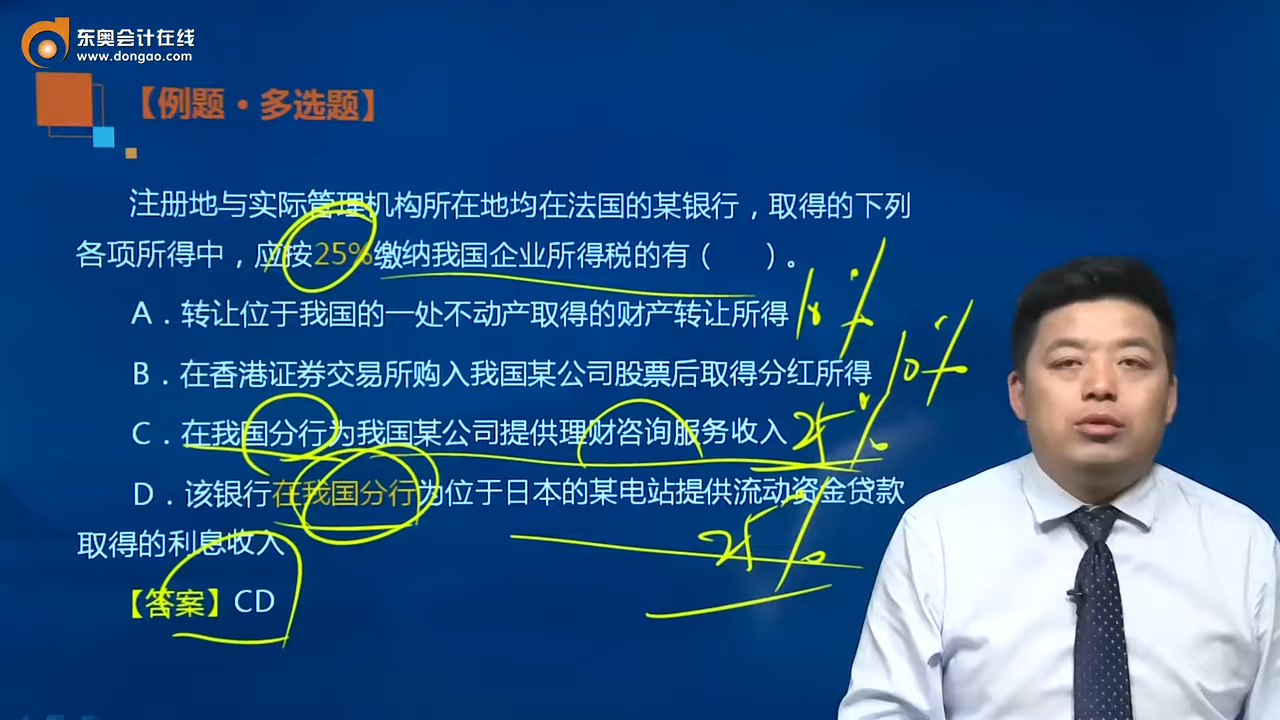 东奥会计在线
www.dongao.com
【例题·多选题】
注册地与实际管理机构所在地均在法国的某银行，取得的下列
各项所得中，应按25%缴纳我国企业所得税的有（ ）。
A．转让位于我国的一处不动产取得的财产转让所得 10%
B．在香港证券交易所购入我国某公司股票后取得分红所得 10%
C．在我国分行为我国某公司提供理财咨询服务收入 25%
D．该银行在我国分行为位于日本的某电站提供流动资金贷款
取得的利息收入 25%
【答案】CD